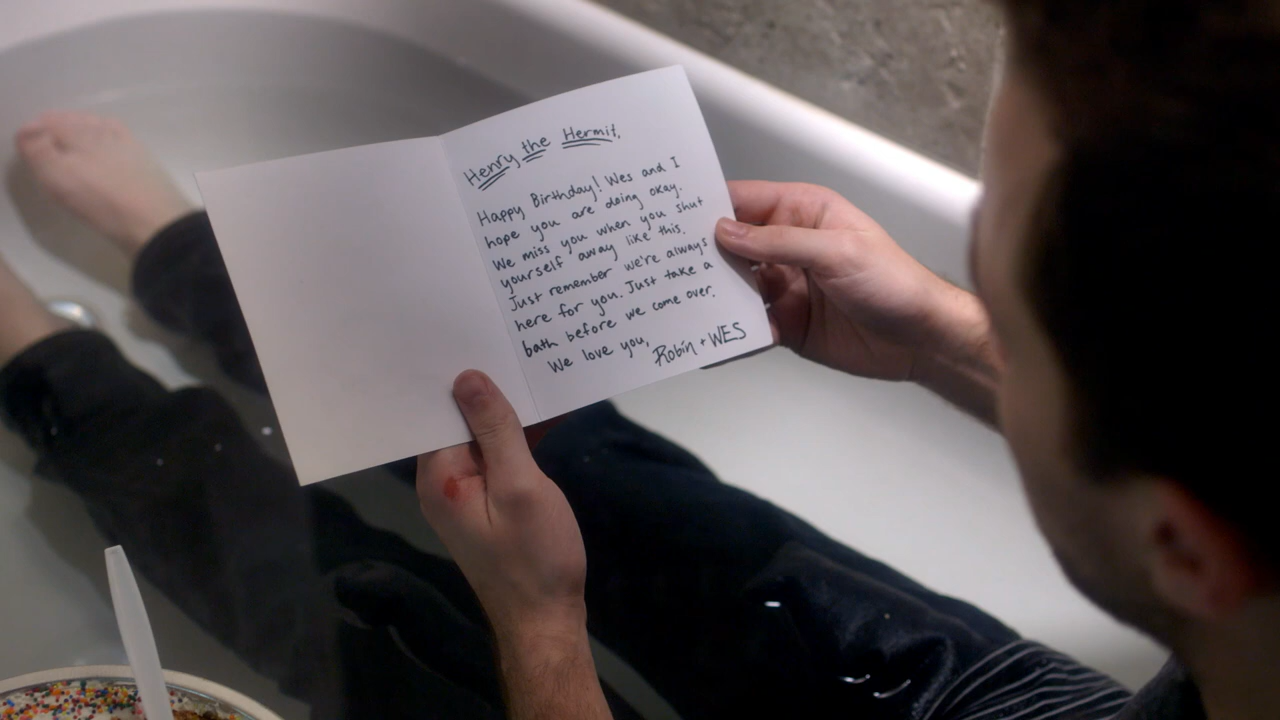 Henry the Hermit,
Happy Birthday! Wes and I
hope you are doing okay.
We miss you when you shut
yourself away like this.
Just remember we're always
here for you. Just take a
bath before we come over.
We love you,
Robin + WES